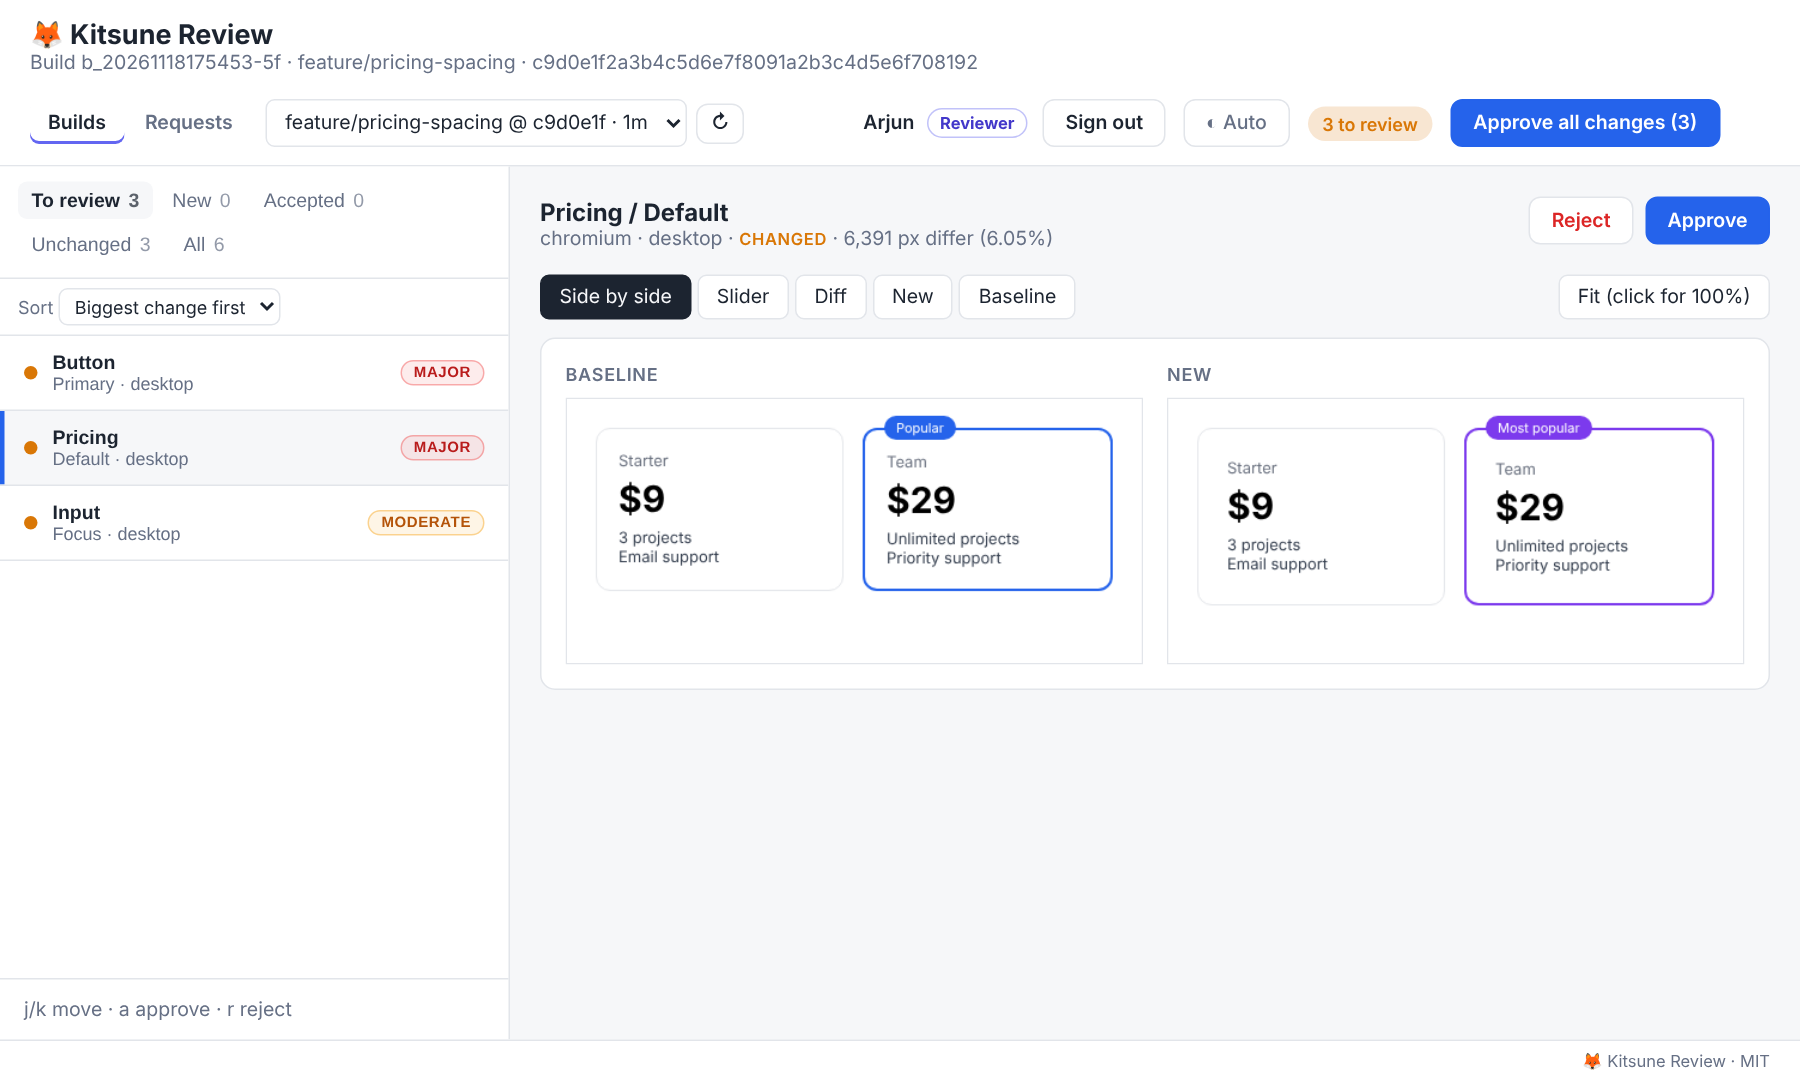 🦊 Kitsune Review
Build b_20261118175453-5f · feature/pricing-spacing · c9d0e1f2a3b4c5d6e7f8091a2b3c4d5e6f708192
Builds
Requests
feature/pricing-spacing @ c9d0e1f · 1m
↻
Arjun
Reviewer
Sign out
Auto
3 to review
Approve all changes (3)
To review 3
New 0
Accepted 0
Unchanged 3
All 6
Sort
Biggest change first
Button
Primary · desktop
MAJOR
Pricing
Default · desktop
MAJOR
Input
Focus · desktop
MODERATE
j/k move · a approve · r reject
Pricing / Default
chromium · desktop · CHANGED · 6,391 px differ (6.05%)
Reject
Approve
Side by side
Slider
Diff
New
Baseline
Fit (click for 100%)
BASELINE
Starter
$9
3 projects
Email support
Popular
Team
$29
Unlimited projects
Priority support
NEW
Starter
$9
3 projects
Email support
Most popular
Team
$29
Unlimited projects
Priority support
🦊 Kitsune Review · MIT